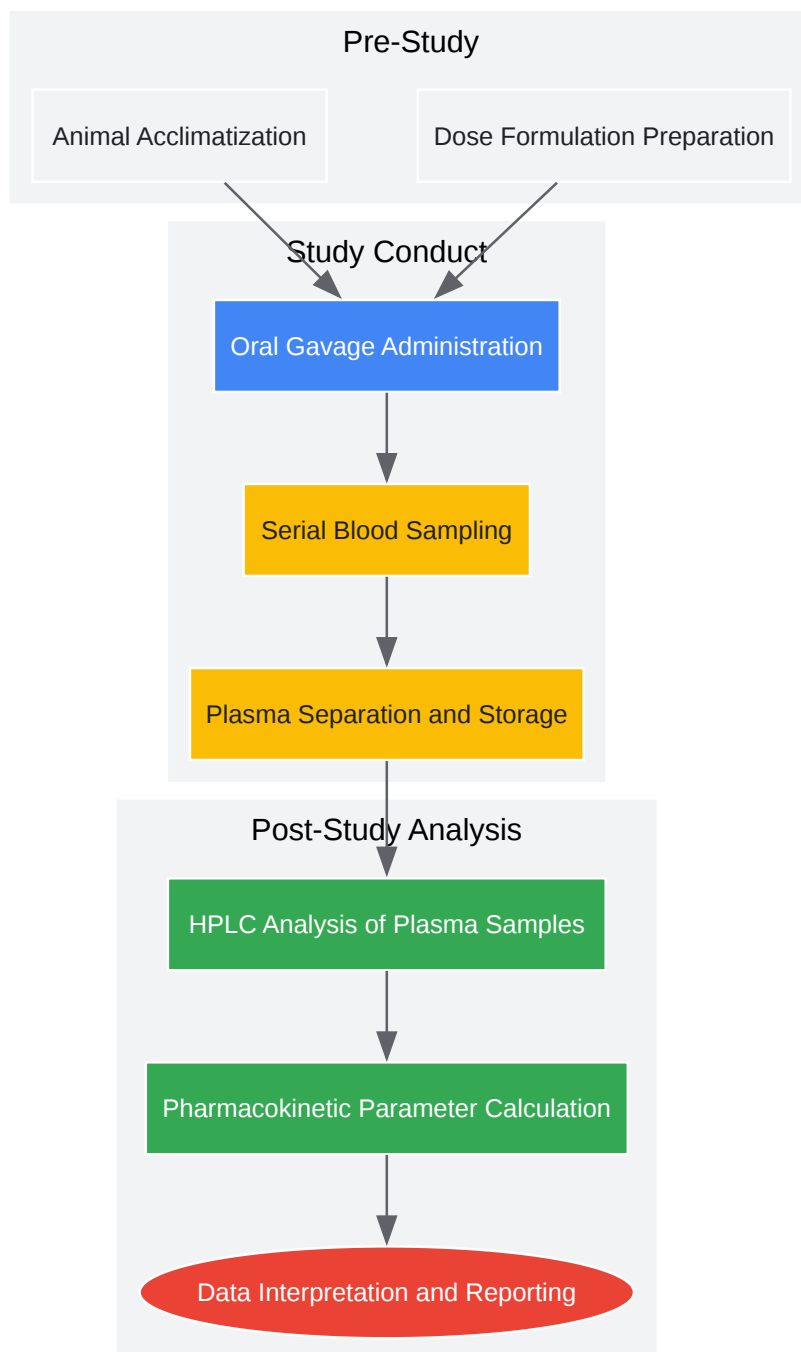 Pre-Study
Animal Acclimatization
Dose Formulation Preparation
Study Conduct
Oral Gavage Administration
Serial Blood Sampling
Plasma Separation and Storage
Post-Study Analysis
HPLC Analysis of Plasma Samples
Pharmacokinetic Parameter Calculation
Data Interpretation and Reporting